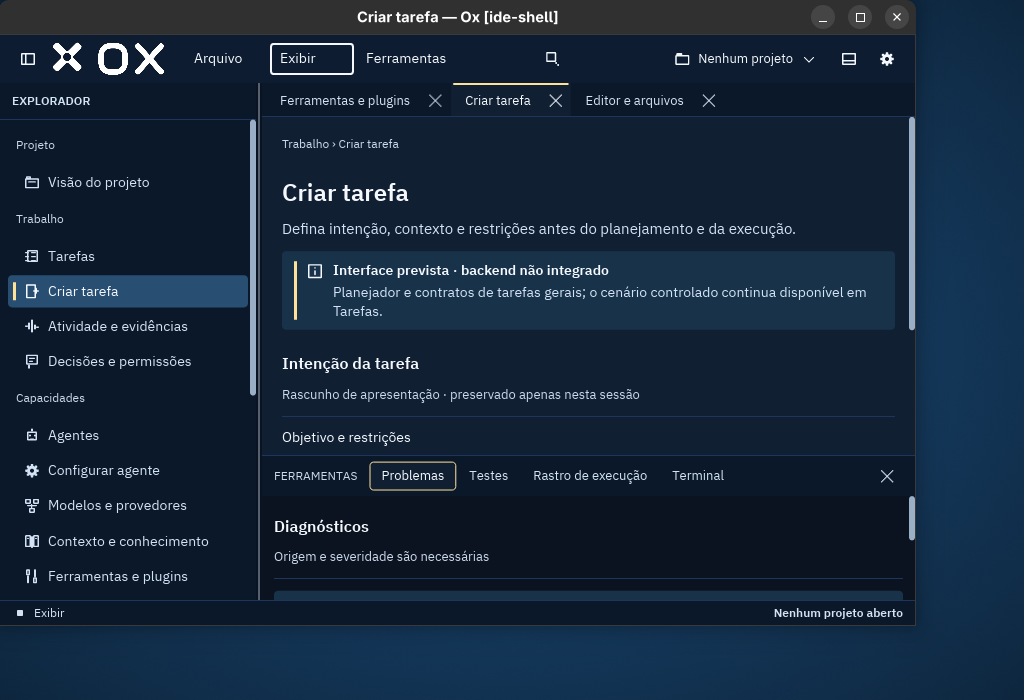 Criar tarefa — Ox [ide-shell]
OX
Arquivo
Exibir
Ferramentas
Nenhum projeto
EXPLORADOR
Projeto
Visão do projeto
Trabalho
Tarefas
Criar tarefa
Atividade e evidências
Decisões e permissões
Capacidades
Agentes
Configurar agente
Modelos e provedores
Contexto e conhecimento
Ferramentas e plugins
Ferramentas e plugins
Criar tarefa
Editor e arquivos
Trabalho › Criar tarefa
Criar tarefa
Defina intenção, contexto e restrições antes do planejamento e da execução.
Interface prevista · backend não integrado
Planejador e contratos de tarefas gerais; o cenário controlado continua disponível em
Tarefas.
Intenção da tarefa
Rascunho de apresentação · preservado apenas nesta sessão
Objetivo e restrições
FERRAMENTAS
Problemas
Testes
Rastro de execução
Terminal
Diagnósticos
Origem e severidade são necessárias
Exibir
Nenhum projeto aberto